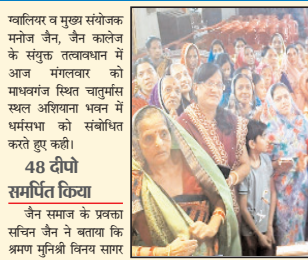 ग्वालियर व मुख्य संयोजक
मनोज जैन, जैन कालेज
के संयुक्त तत्वावधान में
आज मंगलवार को
माधवगंज स्थित चातुर्मास
स्थल अशियाना भवन में
धर्मसभा को संबोधित
करते हुए कही।
48 दीपो
समर्पित किया
जैन समाज के प्रवक्ता
सचिन जैन ने बताया कि
श्रमण मुनिश्री विनय सागर